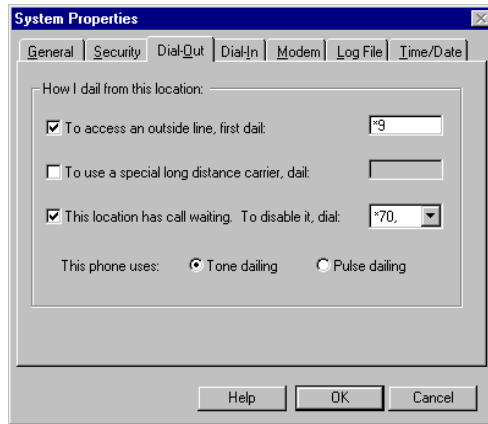 System Properties
General Security Dial-Out Dial-In Modem Log File Time/Date
How I dail from this location:
To access an outside line, first dail: *9
To use a special long distance carrier, dail:
This location has call waiting. To disable it, dial: *70,
This phone uses: Tone dailing Pulse dailing
Help OK Cancel